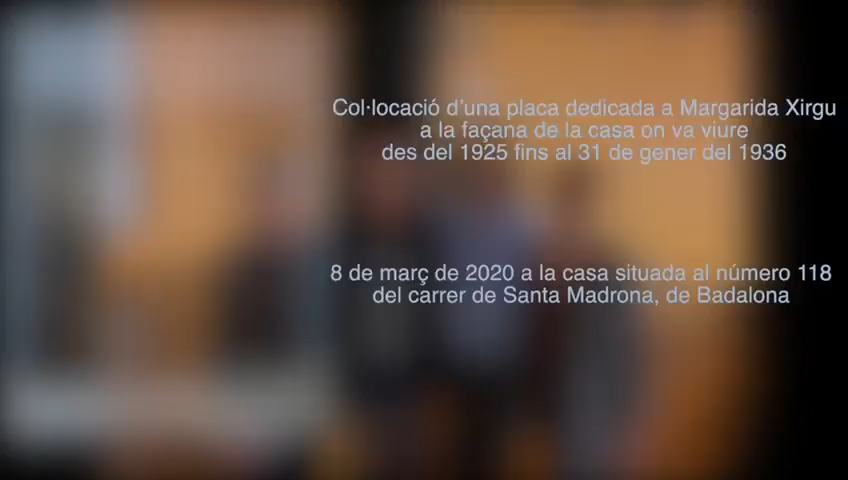 Col·locació d'una placa dedicada a Margarida Xirgu
a la façana de la casa on va viure
des del 1925 fins al 31 de gener del 1936
8 de març de 2020 a la casa situada al número 118
del carrer de Santa Madrona, de Badalona